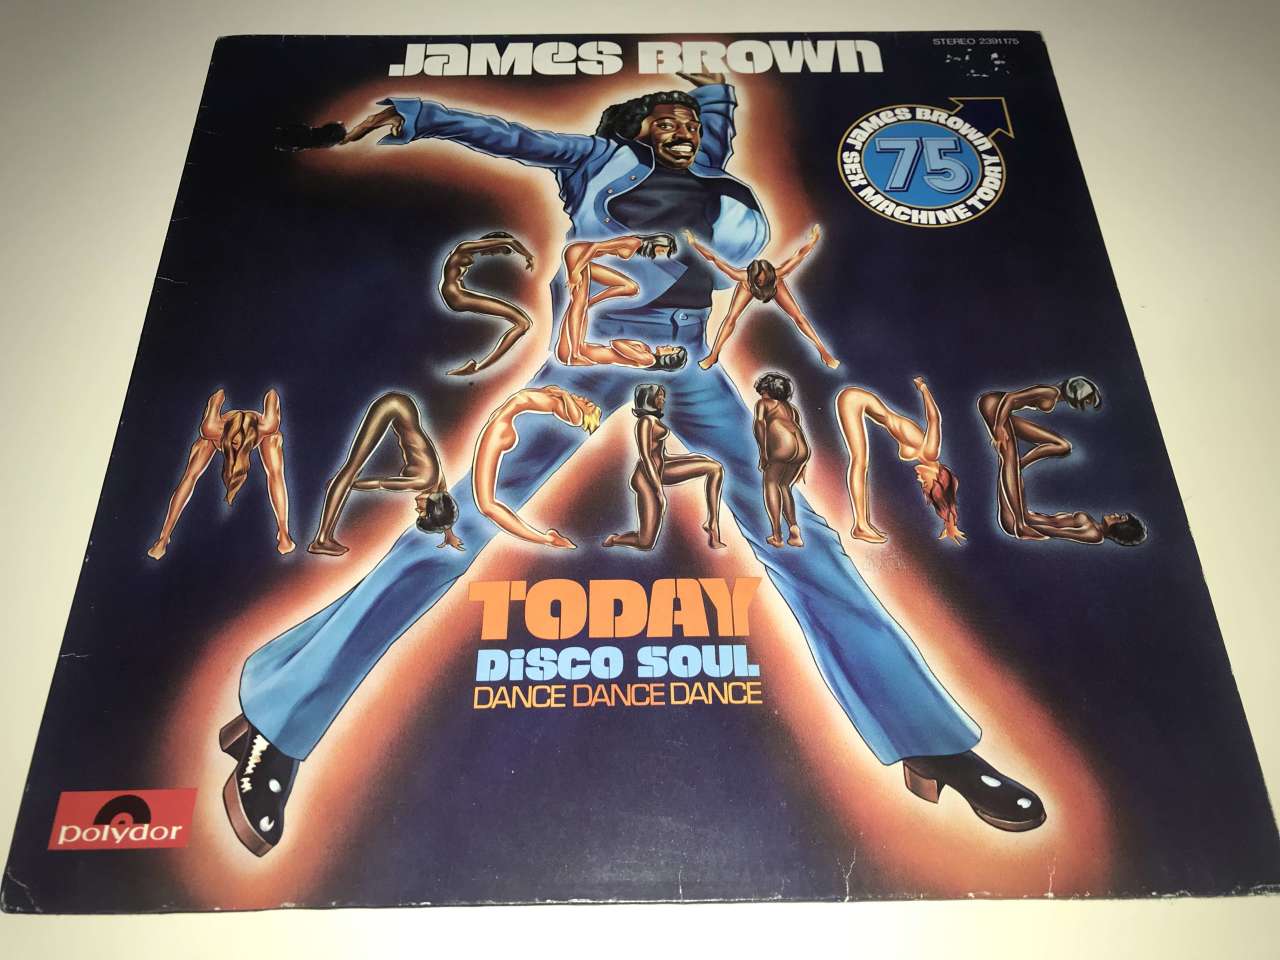 JAMES BROWN
STEREO 2391175
JAMES BROWN 75
SEX MACHINE TODAY
SEX
MACHINE
TODAY
DISCO SOUL
DANCE DANCE DANCE
polydor